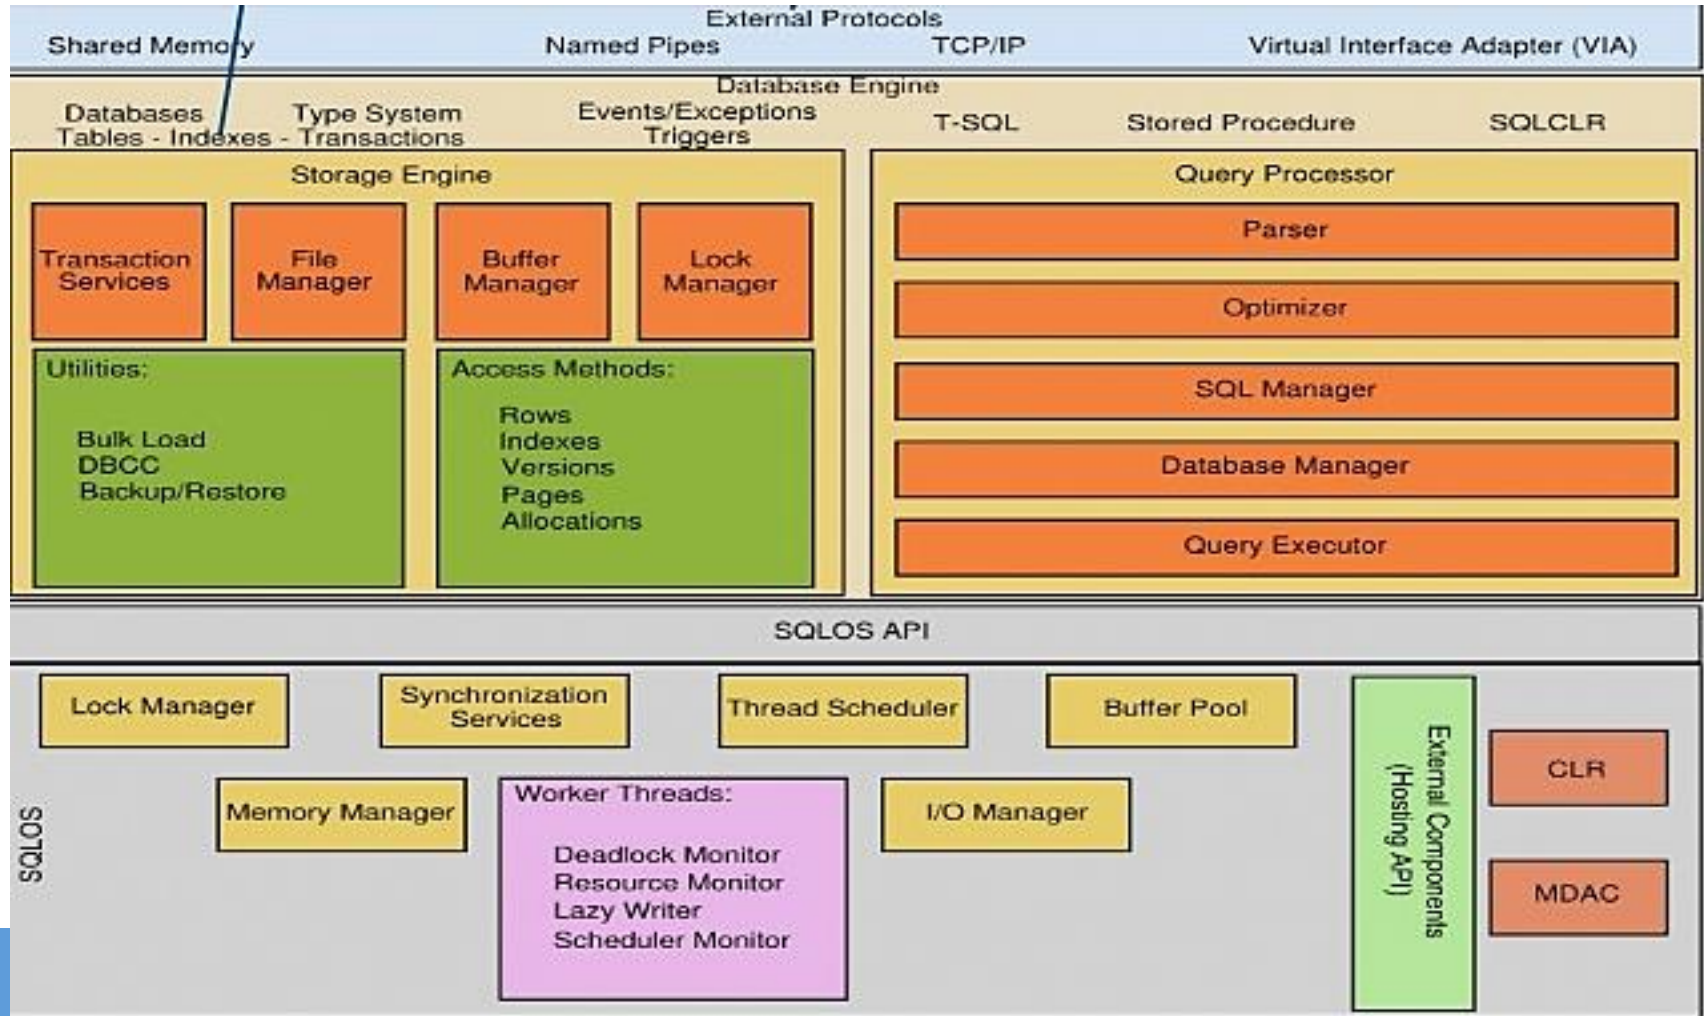 External Protocols
Shared Memory Named Pipes TCP/IP Virtual Interface Adapter (VIA)
Database Engine
Databases Type System Events/Exceptions T-SQL Stored Procedure SQLCLR
Tables - Indexes - Transactions Triggers
Storage Engine
Transaction
Services
File
Manager
Buffer
Manager
Lock
Manager
Utilities:
Bulk Load
DBCC
Backup/Restore
Access Methods:
Rows
Indexes
Versions
Pages
Allocations
Query Processor
Parser
Optimizer
SQL Manager
Database Manager
Query Executor
SQLOS API
SQLOS
Lock Manager
Synchronization
Services
Thread Scheduler
Buffer Pool
Memory Manager
Worker Threads:
Deadlock Monitor
Resource Monitor
Lazy Writer
Scheduler Monitor
I/O Manager
External Components
(Hosting API)
CLR
MDAC